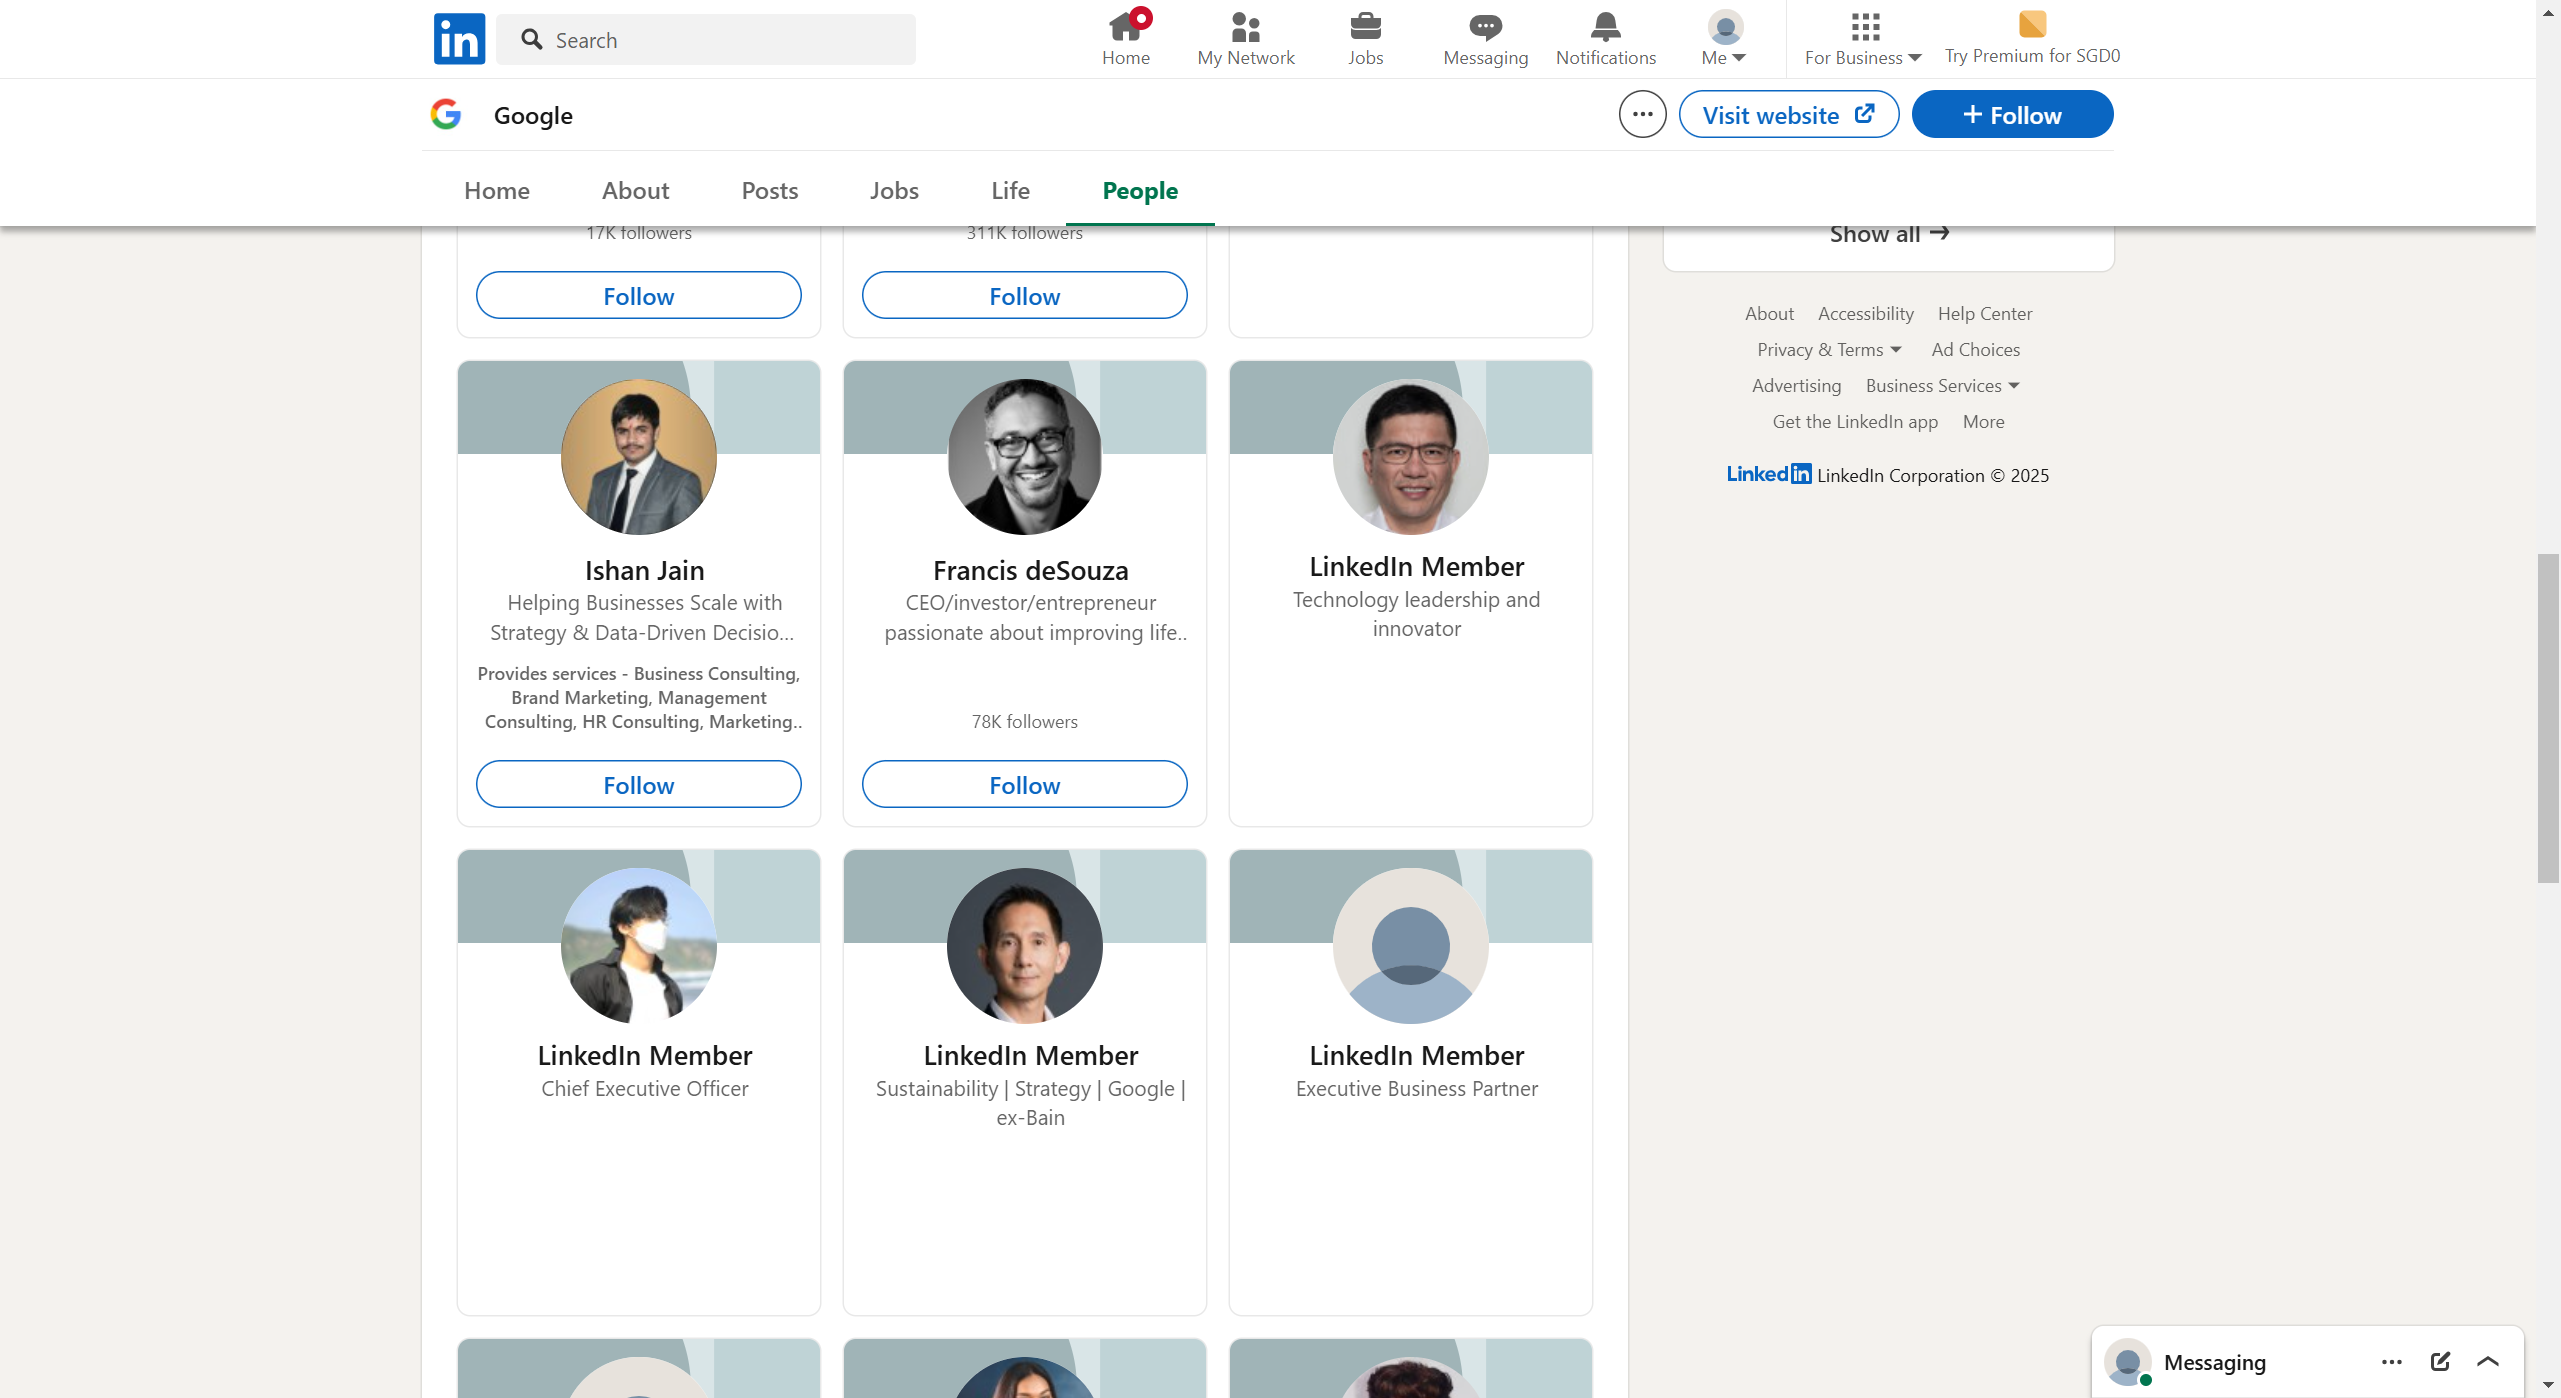 in
Search
Home
My Network
Jobs
Messaging
Notifications
Me
For Business
Try Premium for SGD0
Google
Visit website
+ Follow
Home
About
Posts
Jobs
Life
People
17K followers
Follow
311K followers
Follow
Show all →
Ishan Jain
Helping Businesses Scale with
Strategy & Data-Driven Decisio...
Provides services - Business Consulting,
Brand Marketing, Management
Consulting, HR Consulting, Marketing..
Follow
Francis deSouza
CEO/investor/entrepreneur
passionate about improving life..
78K followers
Follow
LinkedIn Member
Technology leadership and
innovator
LinkedIn Member
Chief Executive Officer
LinkedIn Member
Sustainability | Strategy | Google |
ex-Bain
LinkedIn Member
Executive Business Partner
About Accessibility Help Center
Privacy & Terms Ad Choices
Advertising Business Services
Get the LinkedIn app More
LinkedIn LinkedIn Corporation © 2025
Messaging